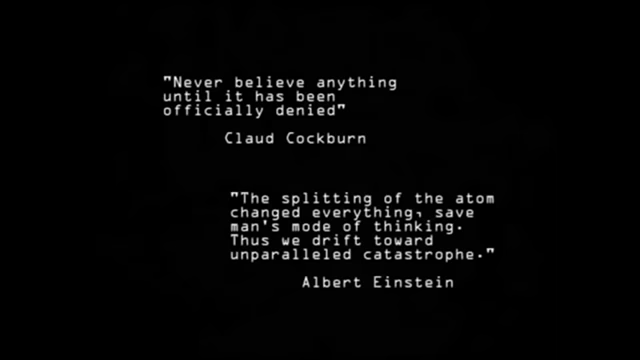 "Never believe anything
until it has been
officially denied"
Claud Cockburn
"The splitting of the atom
changed everything, save
man's mode of thinking.
Thus we drift toward
unparalleled catastrophe."
Albert Einstein